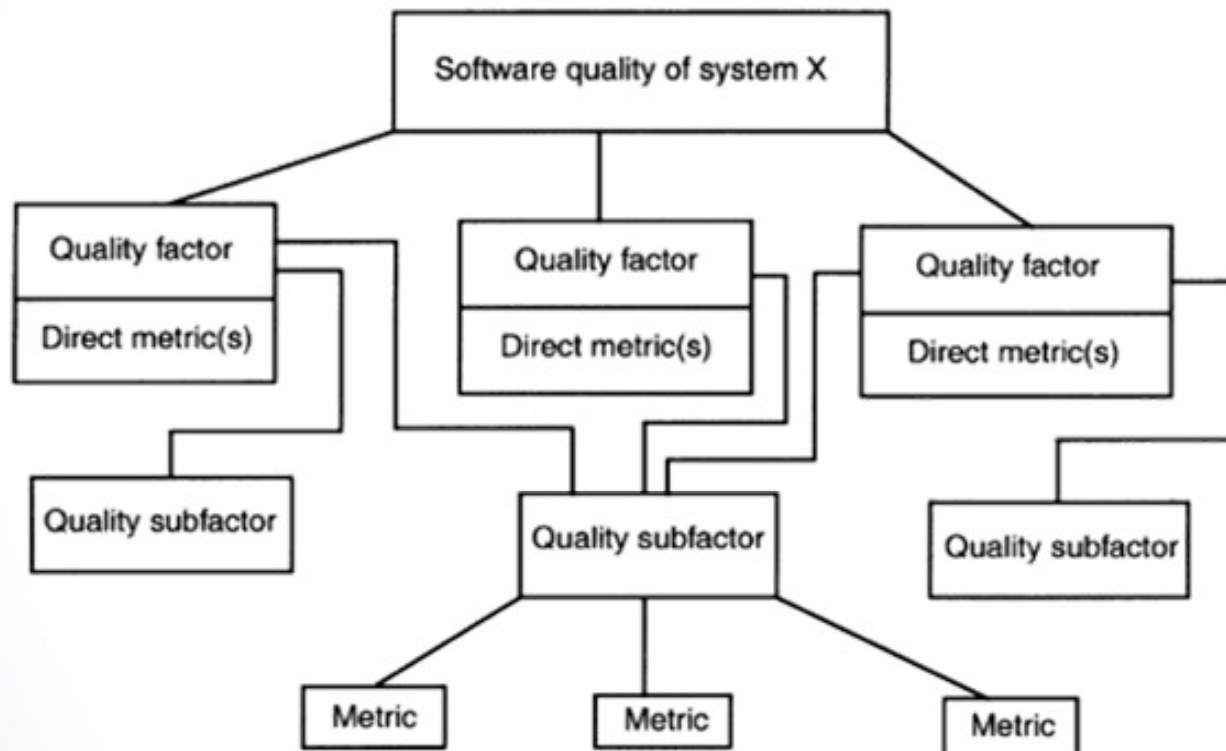 Software quality of system X
Quality factor
Direct metric(s)
Quality factor
Direct metric(s)
Quality factor
Direct metric(s)
Quality subfactor
Quality subfactor
Quality subfactor
Metric
Metric
Metric